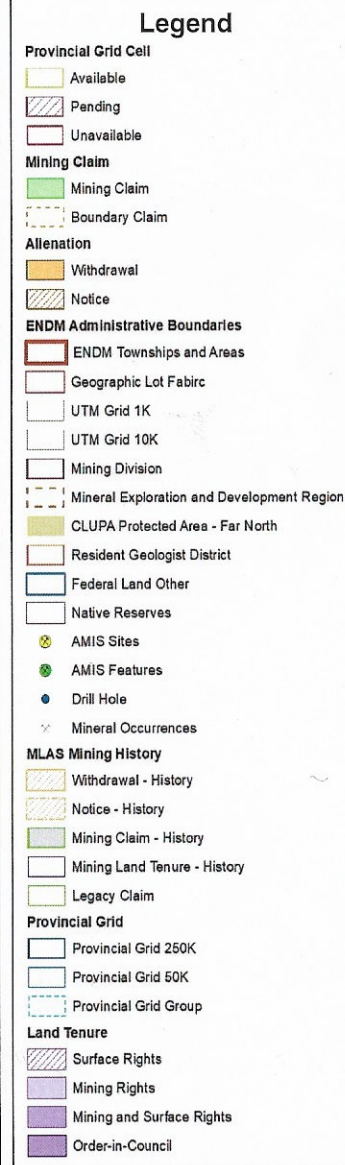 Legend
Provincial Grid Cell
Available
Pending
Unavailable
Mining Claim
Mining Claim
Boundary Claim
Alienation
Withdrawal
Notice
ENDM Administrative Boundaries
ENDM Townships and Areas
Geographic Lot Fabirc
UTM Grid 1K
UTM Grid 10K
Mining Division
Mineral Exploration and Development Region
CLUPA Protected Area - Far North
Resident Geologist District
Federal Land Other
Native Reserves
AMIS Sites
AMIS Features
Drill Hole
Mineral Occurrences
MLAS Mining History
Withdrawal - History
Notice - History
Mining Claim - History
Mining Land Tenure - History
Legacy Claim
Provincial Grid
Provincial Grid 250K
Provincial Grid 50K
Provincial Grid Group
Land Tenure
Surface Rights
Mining Rights
Mining and Surface Rights
Order-in-Council